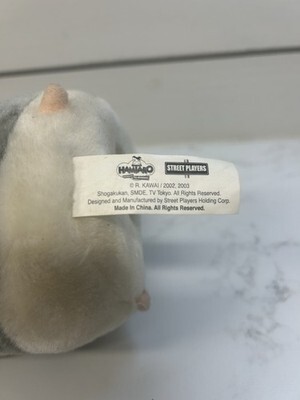 HAMTARO
STREET PLAYERS
© R. KAWAI / 2002, 2003
Shogakukan, SMDE, TV Tokyo. All Rights Reserved.
Designed and Manufactured by Street Players Holding Corp.
Made In China. All Rights Reserved.